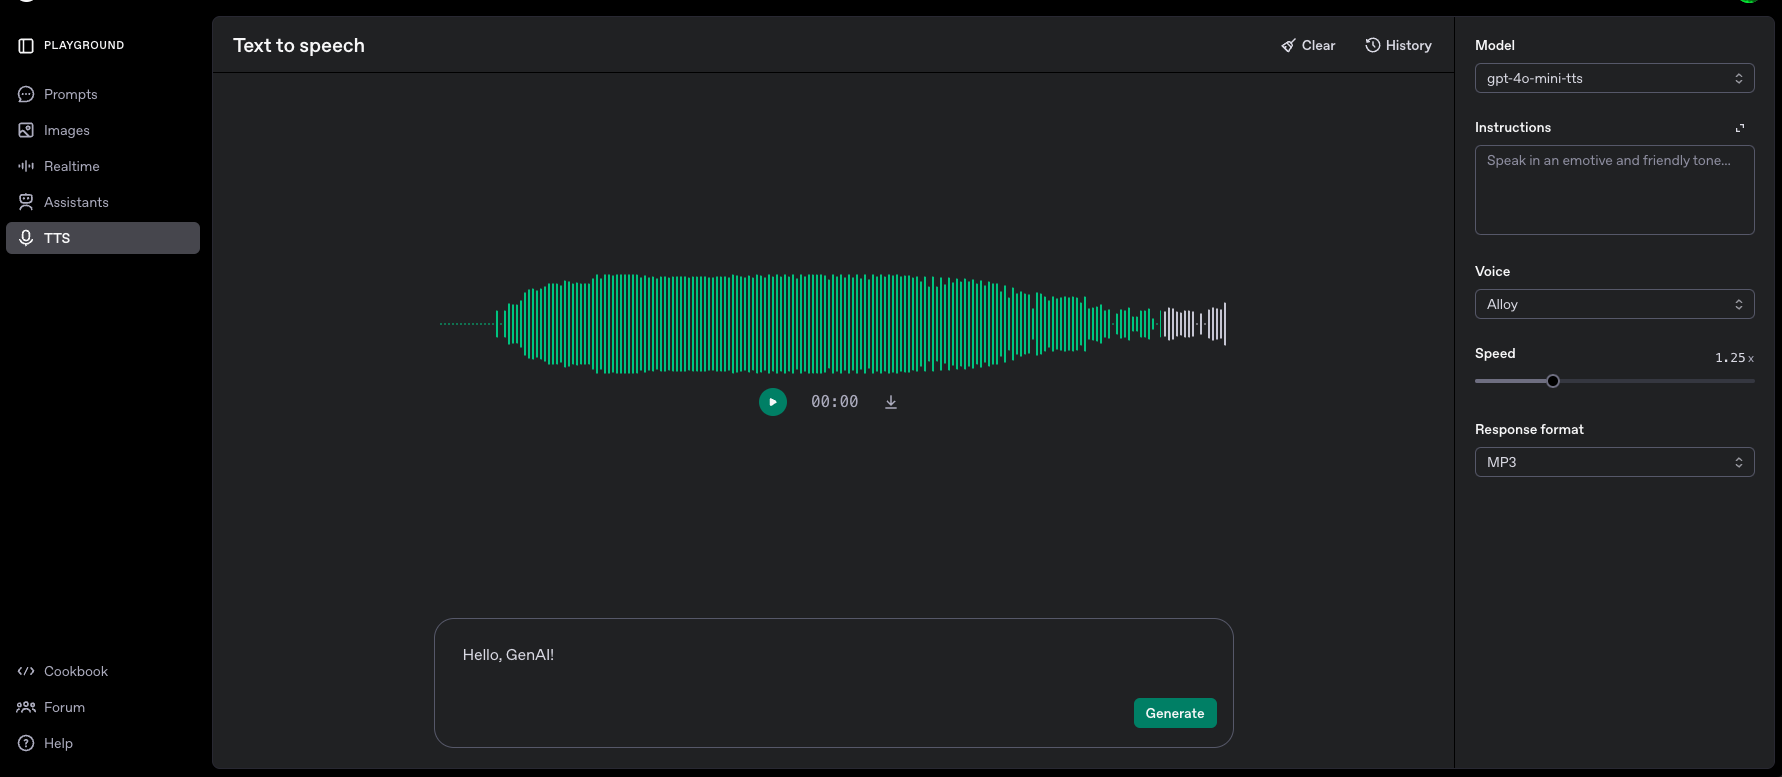 PLAYGROUND
Prompts
Images
Realtime
Assistants
TTS
Cookbook
Forum
Help
Text to speech
Clear
History
00:00
Hello, GenAI!
Generate
Model
gpt-4o-mini-tts
Instructions
Speak in an emotive and friendly tone...
Voice
Alloy
Speed
1.25x
Response format
MP3